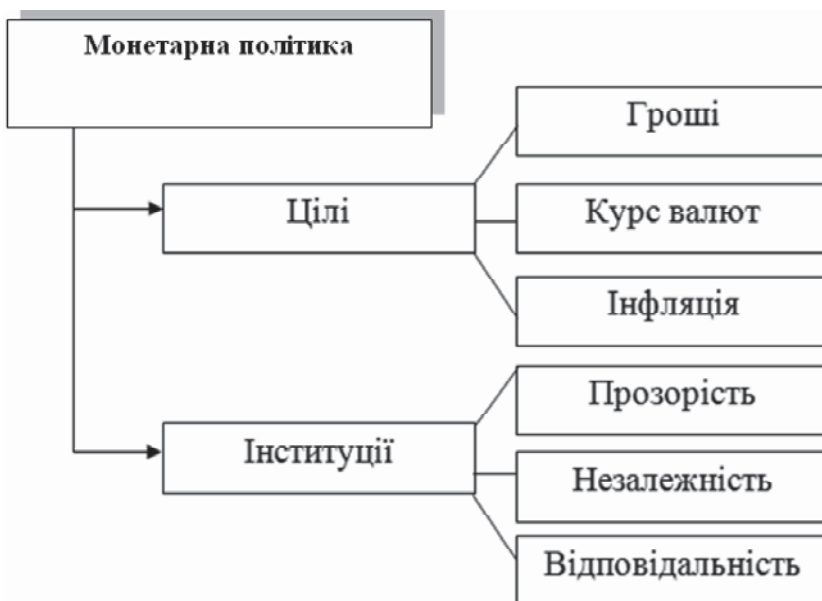 Монетарна політика
Цілі
Гроші
Курс валют
Інфляція
Інституції
Прозорість
Незалежність
Відповідальність